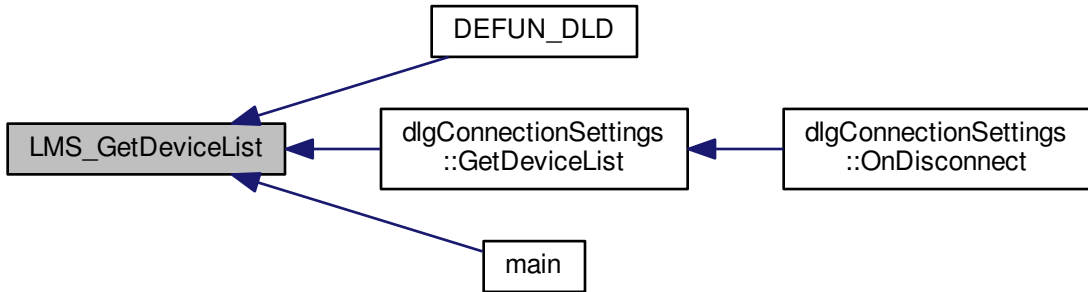 DEFUN_DLD
LMS_GetDeviceList
dlgConnectionSettings
::GetDeviceList
dlgConnectionSettings
::OnDisconnect
main